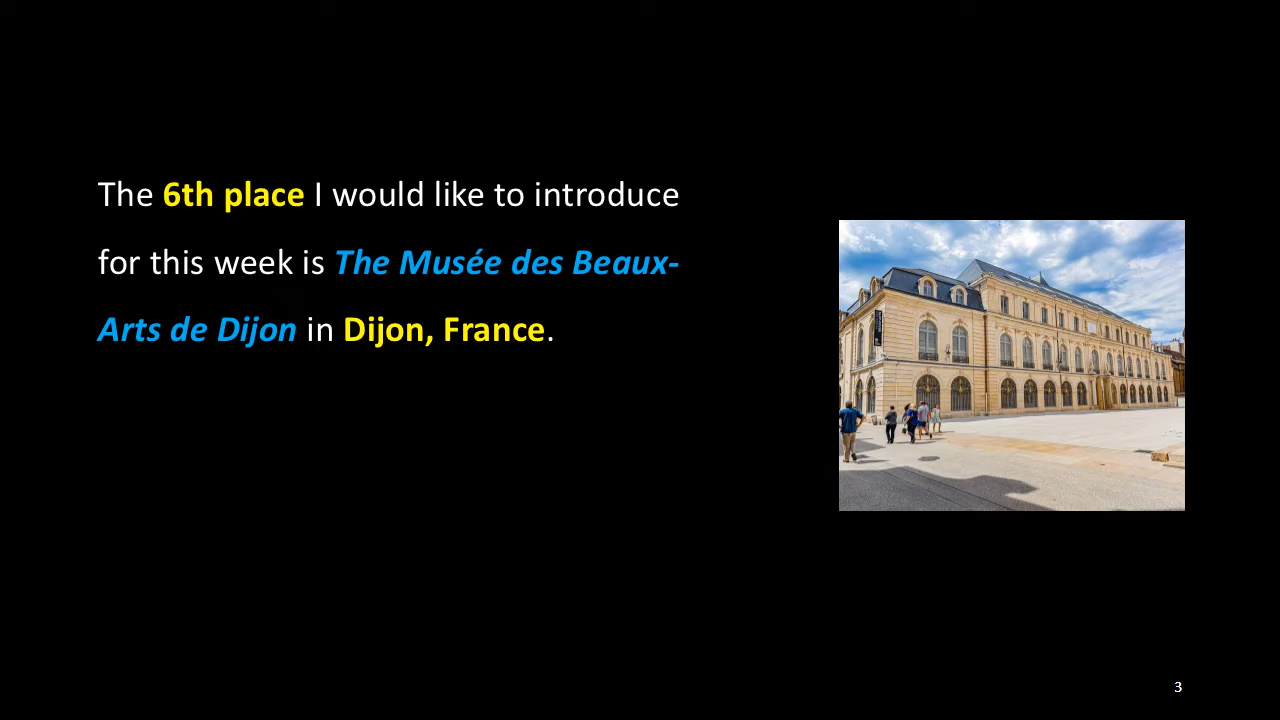 The 6th place I would like to introduce
for this week is The Musée des Beaux-
Arts de Dijon in Dijon, France.
3